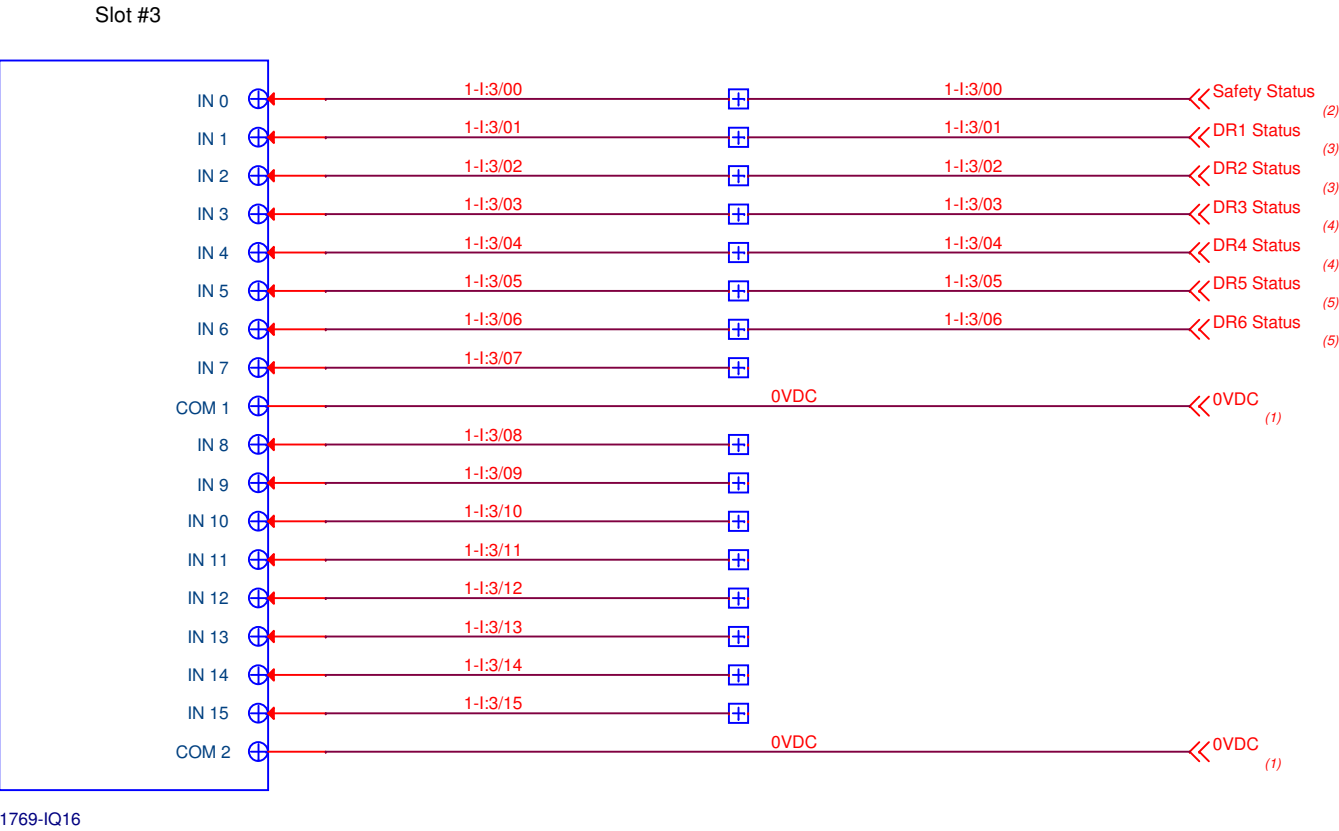 Slot #3
IN 0 1-I:3/00 1-I:3/00 Safety Status
(2)
IN 1 1-I:3/01 1-I:3/01 DR1 Status
(3)
IN 2 1-I:3/02 1-I:3/02 DR2 Status
(3)
IN 3 1-I:3/03 1-I:3/03 DR3 Status
(4)
IN 4 1-I:3/04 1-I:3/04 DR4 Status
(4)
IN 5 1-I:3/05 1-I:3/05 DR5 Status
(5)
IN 6 1-I:3/06 1-I:3/06 DR6 Status
(5)
IN 7 1-I:3/07
COM 1 0VDC 0VDC
(1)
IN 8 1-I:3/08
IN 9 1-I:3/09
IN 10 1-I:3/10
IN 11 1-I:3/11
IN 12 1-I:3/12
IN 13 1-I:3/13
IN 14 1-I:3/14
IN 15 1-I:3/15
COM 2 0VDC 0VDC
(1)
1769-IQ16